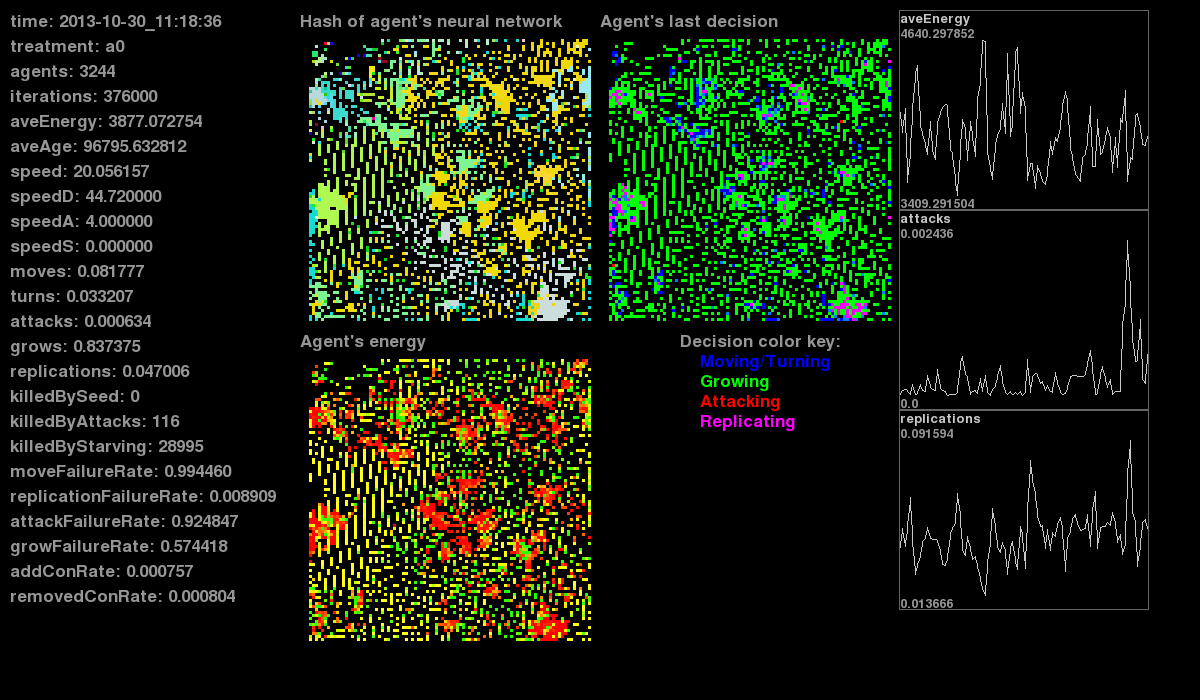 time: 2013-10-30_11:18:36
treatment: a0
agents: 3244
iterations: 376000
aveEnergy: 3877.072754
aveAge: 96795.632812
speed: 20.056157
speedD: 44.720000
speedA: 4.000000
speedS: 0.000000
moves: 0.081777
turns: 0.033207
attacks: 0.000634
grows: 0.837375
replications: 0.047006
killedBySeed: 0
killedByAttacks: 116
killedByStarving: 28995
moveFailureRate: 0.994460
replicationFailureRate: 0.008909
attackFailureRate: 0.924847
growFailureRate: 0.574418
addConRate: 0.000757
removedConRate: 0.000804
Hash of agent's neural network
Agent's last decision
Agent's energy
Decision color key:
Moving/Turning
Growing
Attacking
Replicating
aveEnergy
4640.297852
3409.291504
attacks
0.002436
0.0
replications
0.091594
0.013666